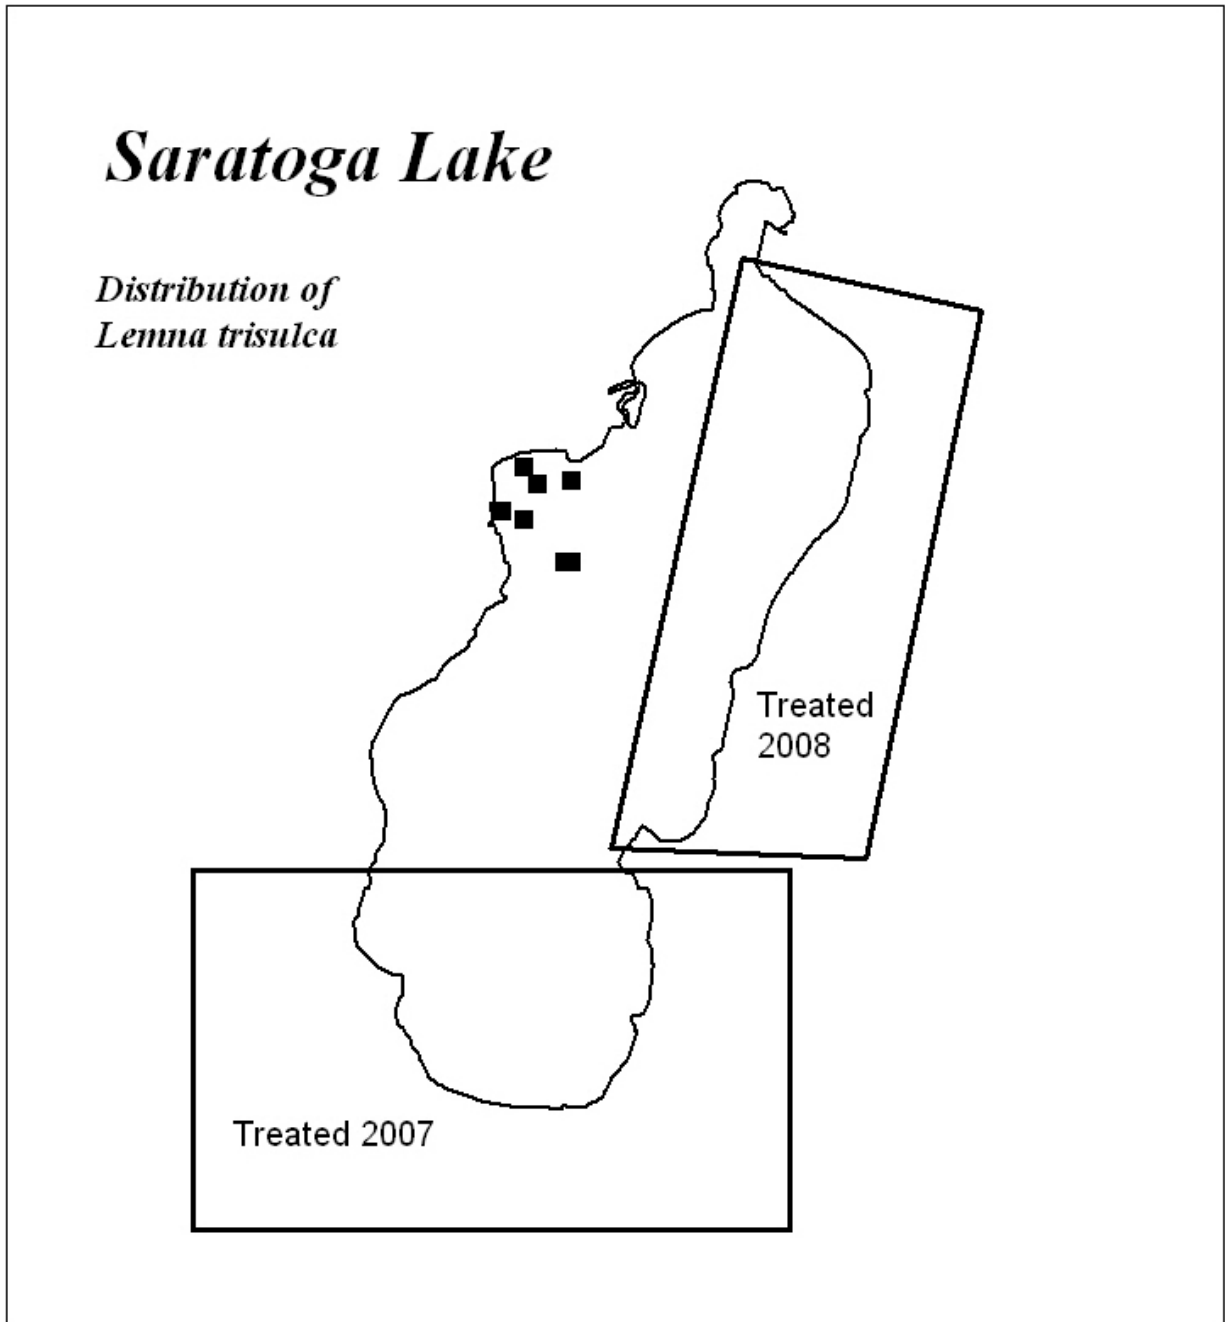 Saratoga Lake
Distribution of
Lemna trisulca
Treated
2008
Treated 2007